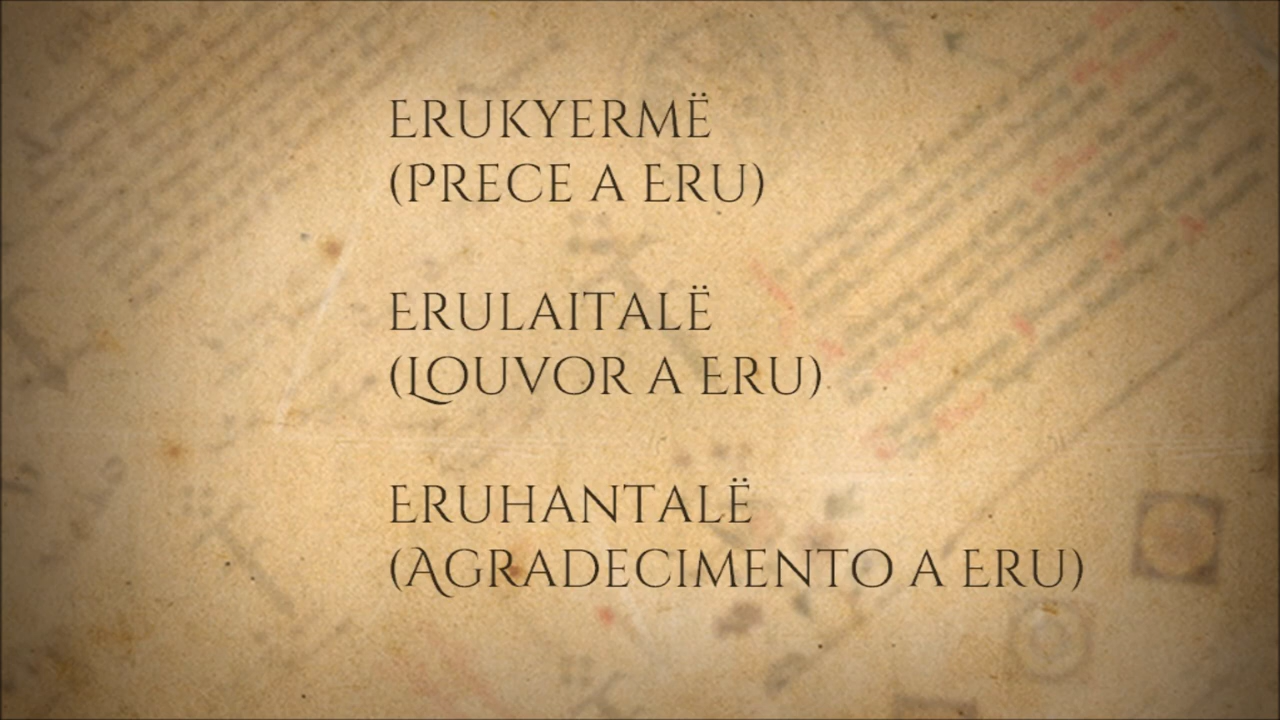 Erukyermë
(Prece a Eru)
Erulaitalë
(Louvor a Eru)
Eruhantalë
(Agradecimento a Eru)